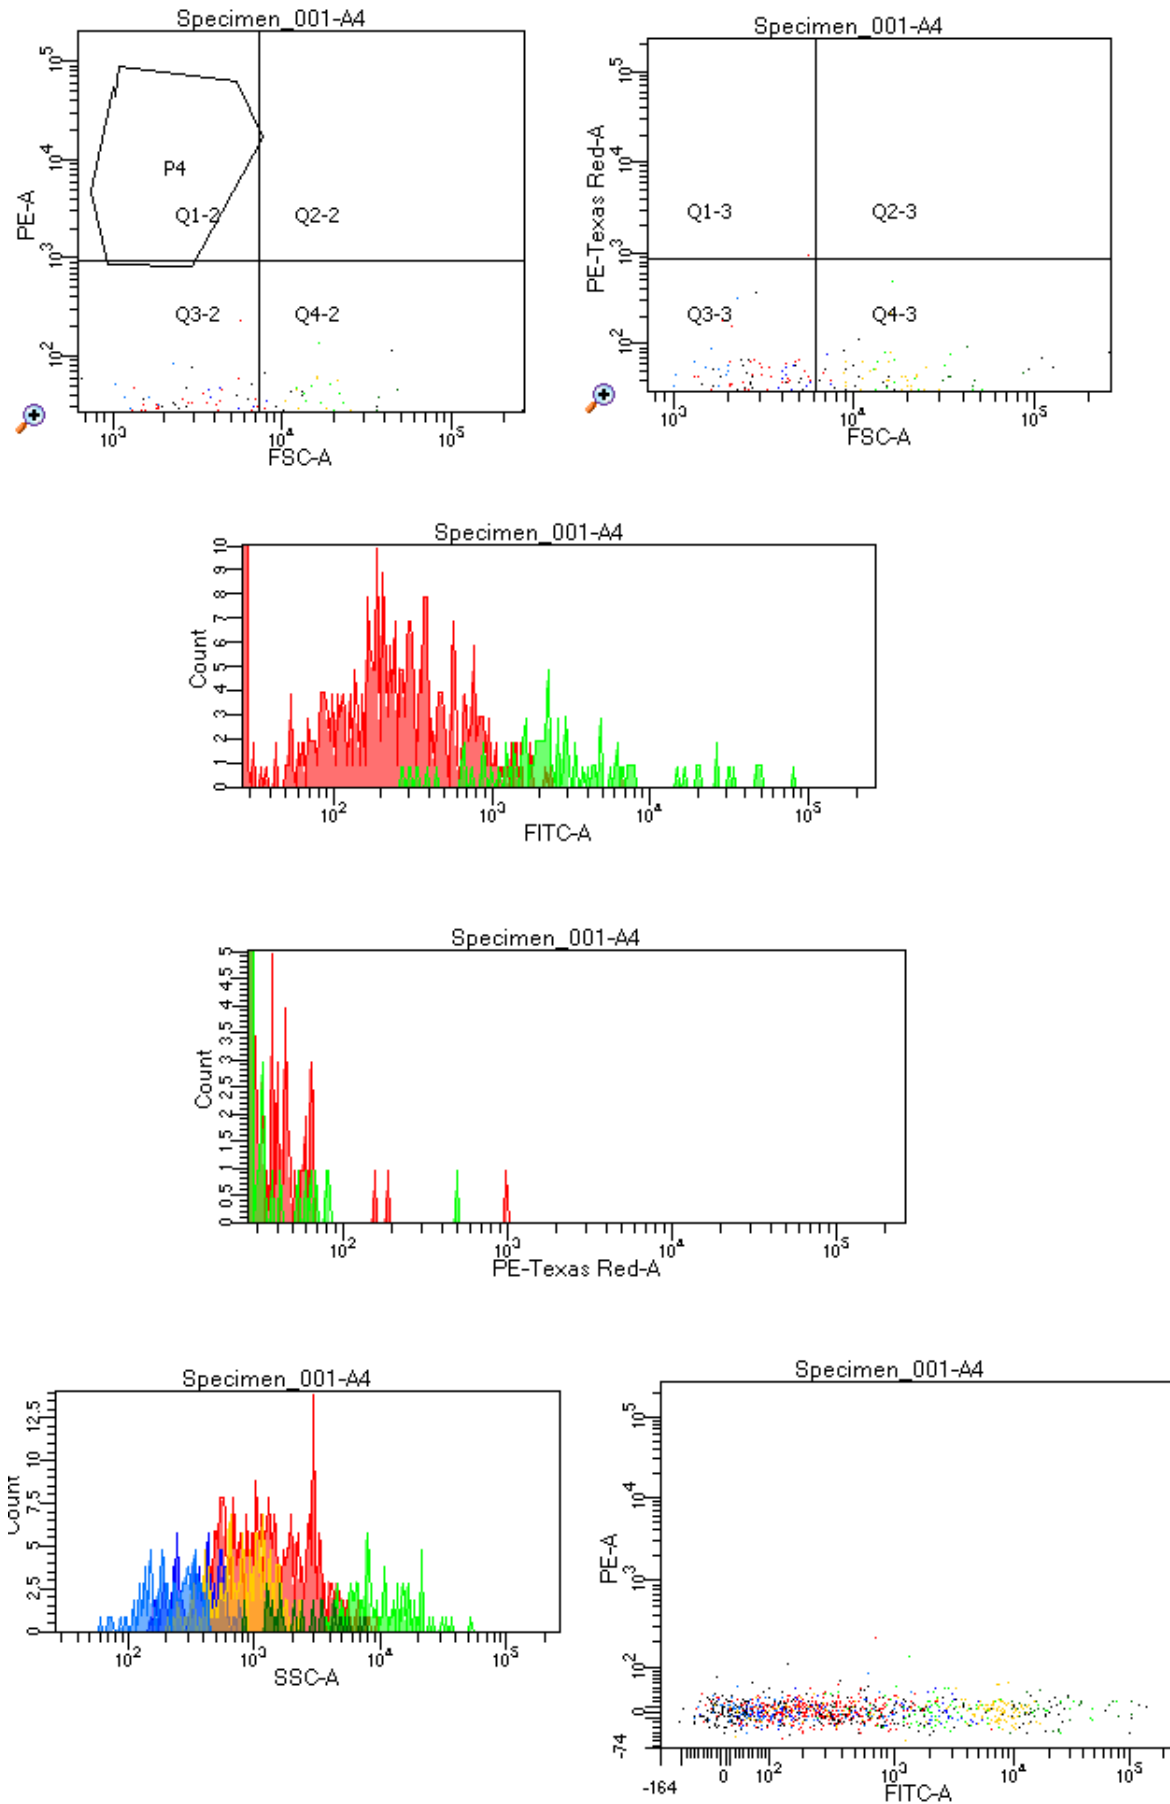 Specimen_001-A4
PE-A
10^5
10^4
10^3
10^2
P4
Q1-2
Q2-2
Q3-2
Q4-2
10^3
10^4
10^5
FSC-A
Specimen_001-A4
PE-Texas Red-A
10^5
10^4
10^3
10^2
Q1-3
Q2-3
Q3-3
Q4-3
10^3
10^4
10^5
FSC-A
Specimen_001-A4
Count
10
9
8
7
6
5
4
3
2
1
0
10^2
10^3
10^4
10^5
FITC-A
Specimen_001-A4
Count
5
4.5
4
3.5
3
2.5
2
1.5
1
0.5
0
10^2
10^3
10^4
10^5
PE-Texas Red-A
Specimen_001-A4
Count
12.5
10
7.5
5
2.5
0
10^2
10^3
10^4
10^5
SSC-A
Specimen_001-A4
PE-A
10^5
10^4
10^3
10^2
0
-74
-164
0
10^2
10^3
10^4
10^5
FITC-A